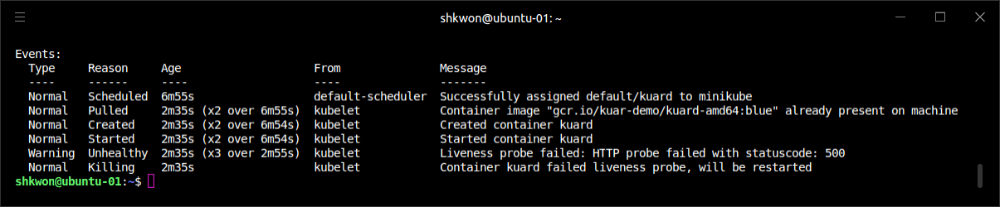 shkwon@ubuntu-01: ~
Events:
Type Reason Age From Message
---- ------ ---- ---- -------
Normal Scheduled 6m55s default-scheduler Successfully assigned default/kuard to minikube
Normal Pulled 2m35s (x2 over 6m55s) kubelet Container image "gcr.io/kuar-demo/kuard-amd64:blue" already present on machine
Normal Created 2m35s (x2 over 6m54s) kubelet Created container kuard
Normal Started 2m35s (x2 over 6m54s) kubelet Started container kuard
Warning Unhealthy 2m35s (x3 over 2m55s) kubelet Liveness probe failed: HTTP probe failed with statuscode: 500
Normal Killing 2m35s kubelet Container kuard failed liveness probe, will be restarted
shkwon@ubuntu-01:~$